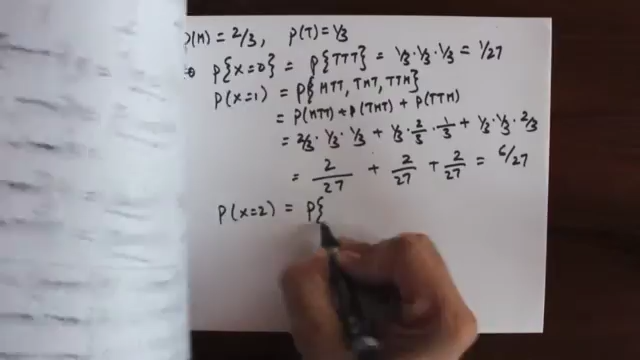 P(H) = 2/3, P(T) = 1/3
P{X=0} = P{TTT} = 1/3 · 1/3 · 1/3 = 1/27
P(X=1) = P{HTT, THT, TTH}
= P(HTT) + P(THT) + P(TTH)
= 2/3 · 1/3 · 1/3 + 1/3 · 2/3 · 1/3 + 1/3 · 1/3 · 2/3
= 2/27 + 2/27 + 2/27 = 6/27
P(X=2) = P{